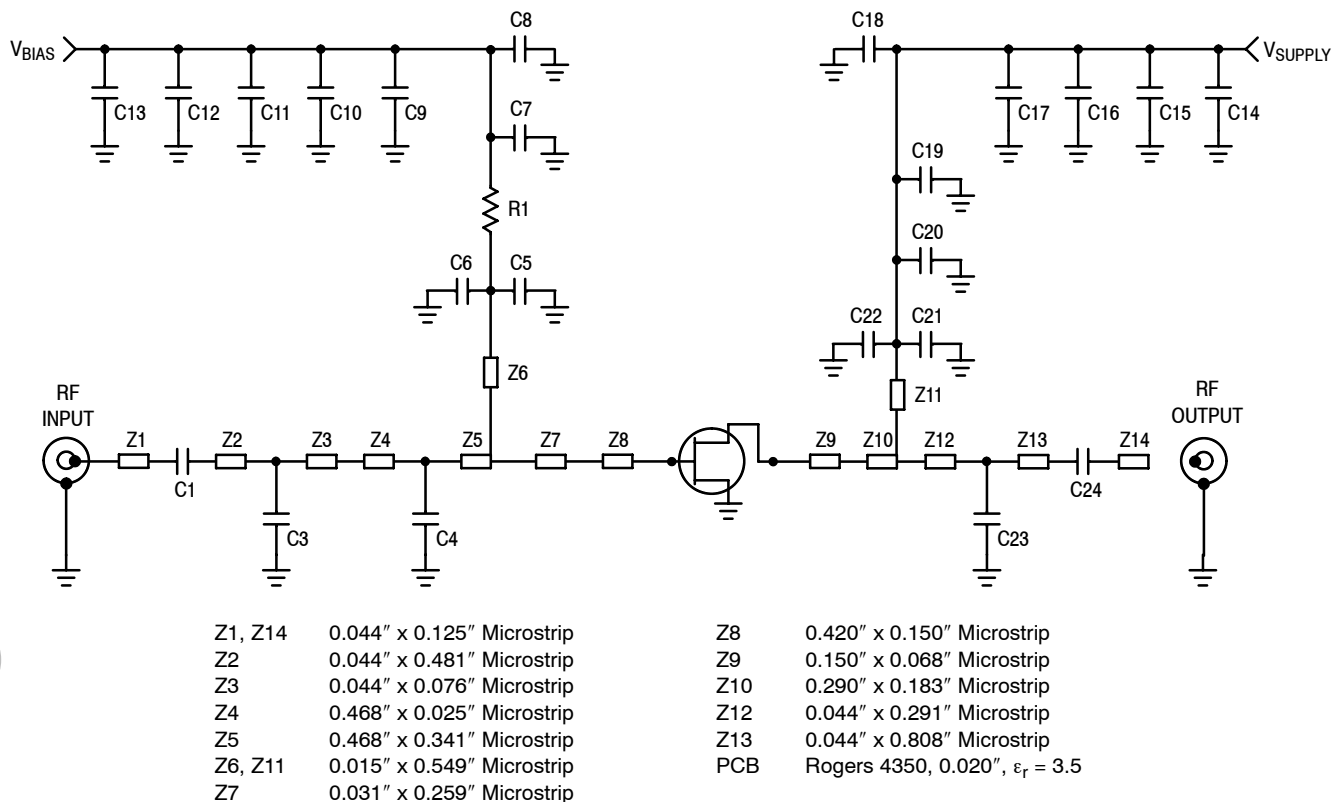 C8
C18
V_BIAS
V_SUPPLY
C13
C12
C11
C10
C9
C7
C17
C16
C15
C14
C19
R1
C20
C6
C5
C22
C21
Z6
Z11
RF
INPUT
RF
OUTPUT
Z1
Z2
Z3
Z4
Z5
Z7
Z8
Z9
Z10
Z12
Z13
Z14
C1
C24
C3
C4
C23
Z1, Z14 0.044″ x 0.125″ Microstrip
Z2 0.044″ x 0.481″ Microstrip
Z3 0.044″ x 0.076″ Microstrip
Z4 0.468″ x 0.025″ Microstrip
Z5 0.468″ x 0.341″ Microstrip
Z6, Z11 0.015″ x 0.549″ Microstrip
Z7 0.031″ x 0.259″ Microstrip
Z8 0.420″ x 0.150″ Microstrip
Z9 0.150″ x 0.068″ Microstrip
Z10 0.290″ x 0.183″ Microstrip
Z12 0.044″ x 0.291″ Microstrip
Z13 0.044″ x 0.808″ Microstrip
PCB Rogers 4350, 0.020″, εr = 3.5